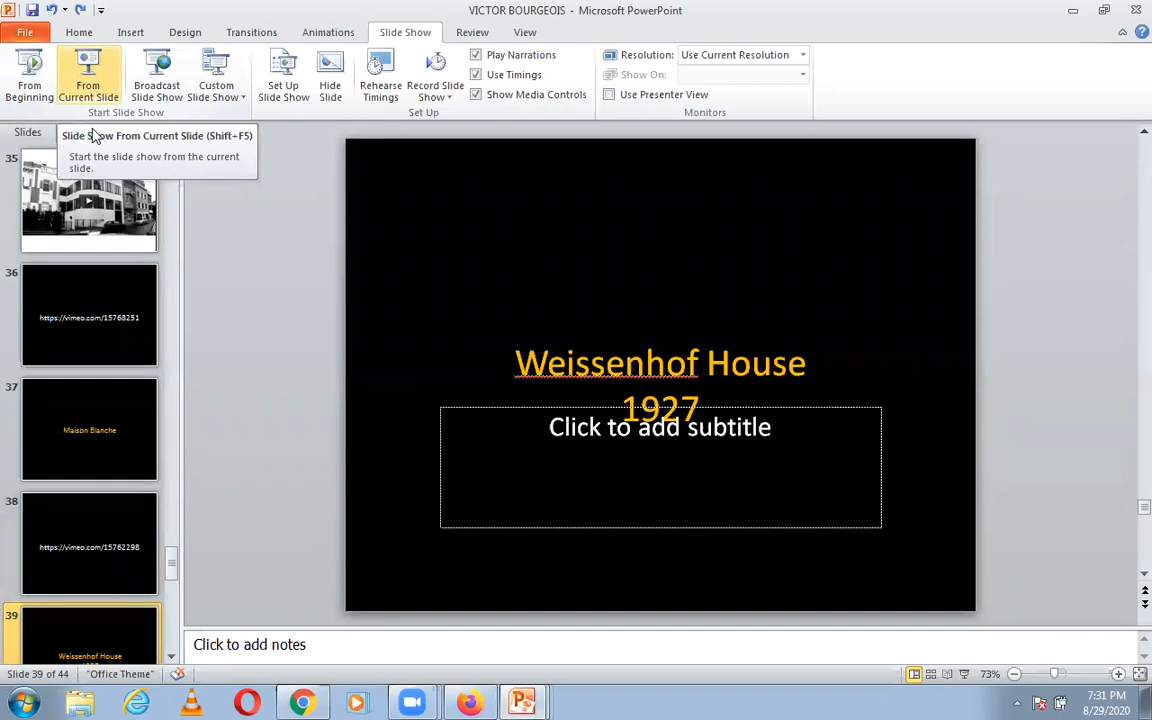 VICTOR BOURGEOIS - Microsoft PowerPoint
File Home Insert Design Transitions Animations Slide Show Review View
From Beginning
From Current Slide
Broadcast Slide Show
Custom Slide Show
Set Up Slide Show
Hide Slide
Rehearse Timings
Record Slide Show
Play Narrations
Use Timings
Show Media Controls
Resolution: Use Current Resolution
Show On:
Use Presenter View
Start Slide Show
Set Up
Monitors
Slides
Slide Show From Current Slide (Shift+F5)
Start the slide show from the current
slide.
35
36
https://vimeo.com/15768251
37
Maison Blanche
38
https://vimeo.com/15762298
39
Weissenhof House
Weissenhof House
1927
Click to add subtitle
Click to add notes
Slide 39 of 44 "Office Theme" 73%
7:31 PM
8/29/2020